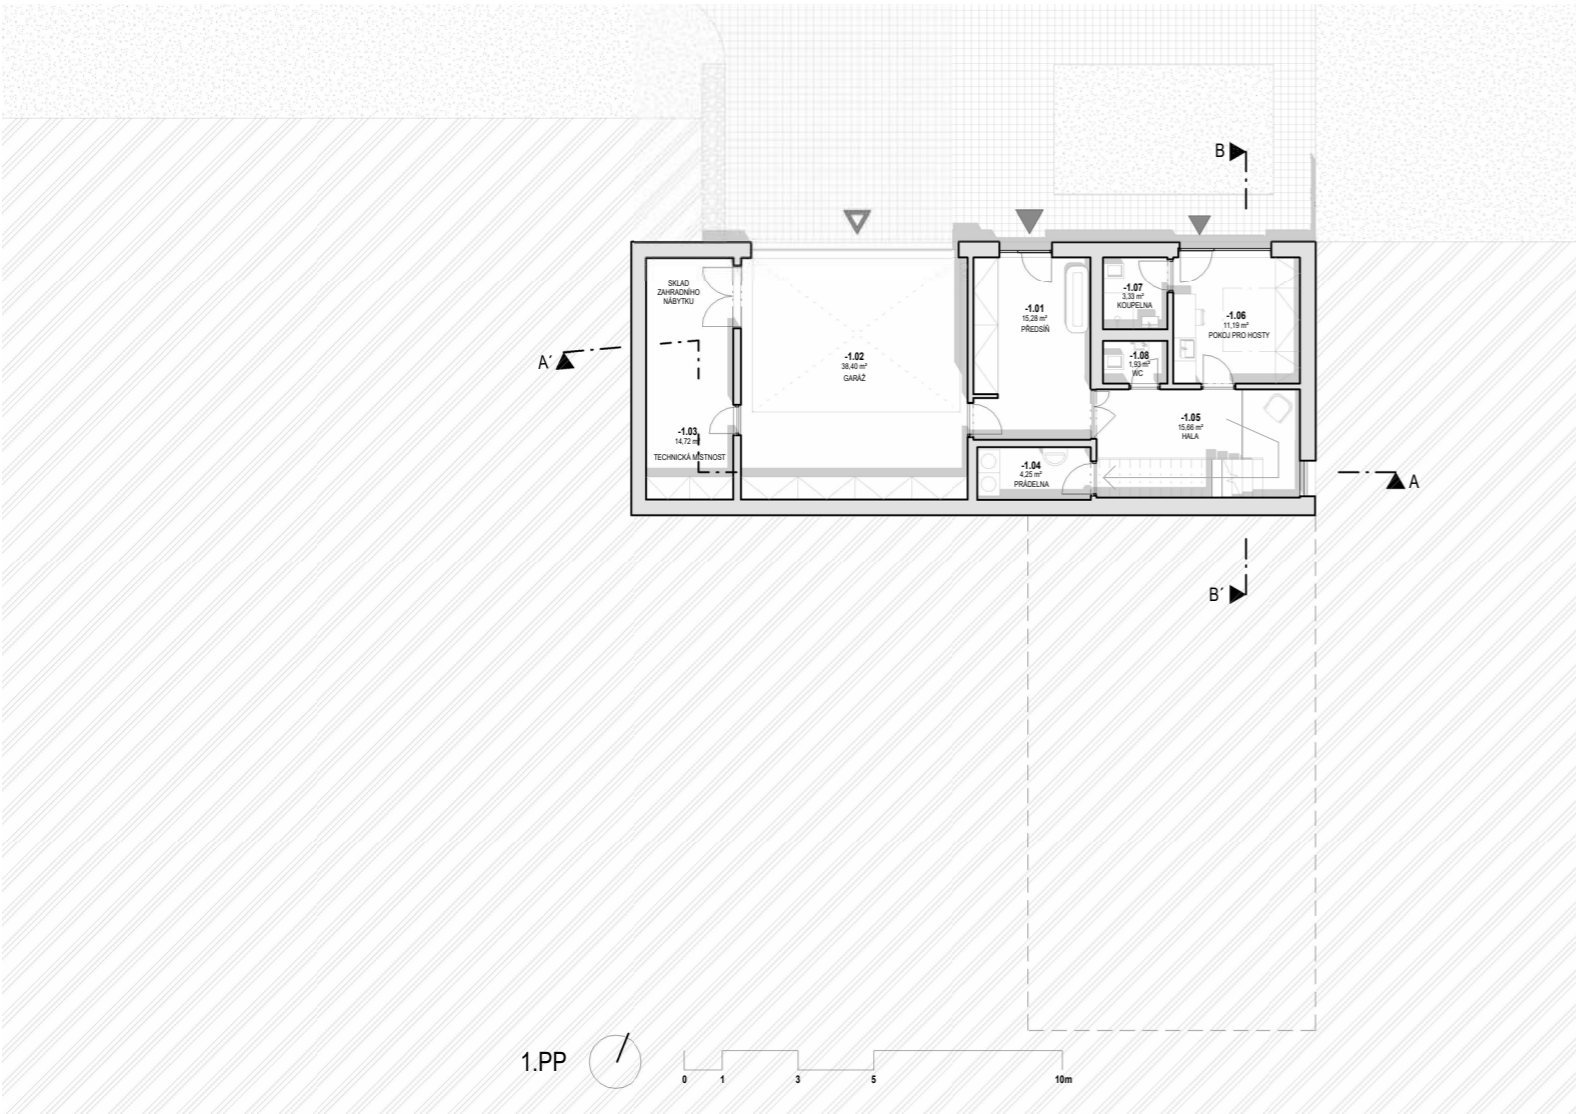 B
SKLAD
ZAHRADNÍHO
NÁBYTKU
-1.07
3,33 m²
KOUPELNA
-1.01
15,28 m²
PŘEDSÍŇ
-1.06
11,19 m²
POKOJ PRO HOSTY
A´
-1.02
38,40 m²
GARÁŽ
-1.08
1,93 m²
WC
-1.03
14,72 m
TECHNICKÁ MÍSTNOST
-1.05
15,66 m²
HALA
-1.04
4,25 m²
PRÁDELNA
A
B´
1.PP
0 1 3 5 10m